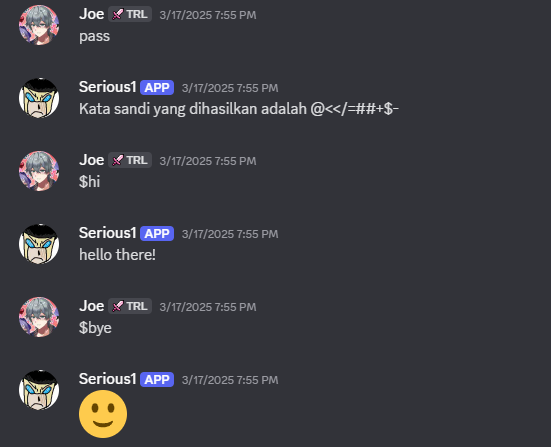 Joe TRL 3/17/2025 7:55 PM
pass
Serious1 APP 3/17/2025 7:55 PM
Kata sandi yang dihasilkan adalah @<</=##+$-
Joe TRL 3/17/2025 7:55 PM
$hi
Serious1 APP 3/17/2025 7:55 PM
hello there!
Joe TRL 3/17/2025 7:55 PM
$bye
Serious1 APP 3/17/2025 7:55 PM